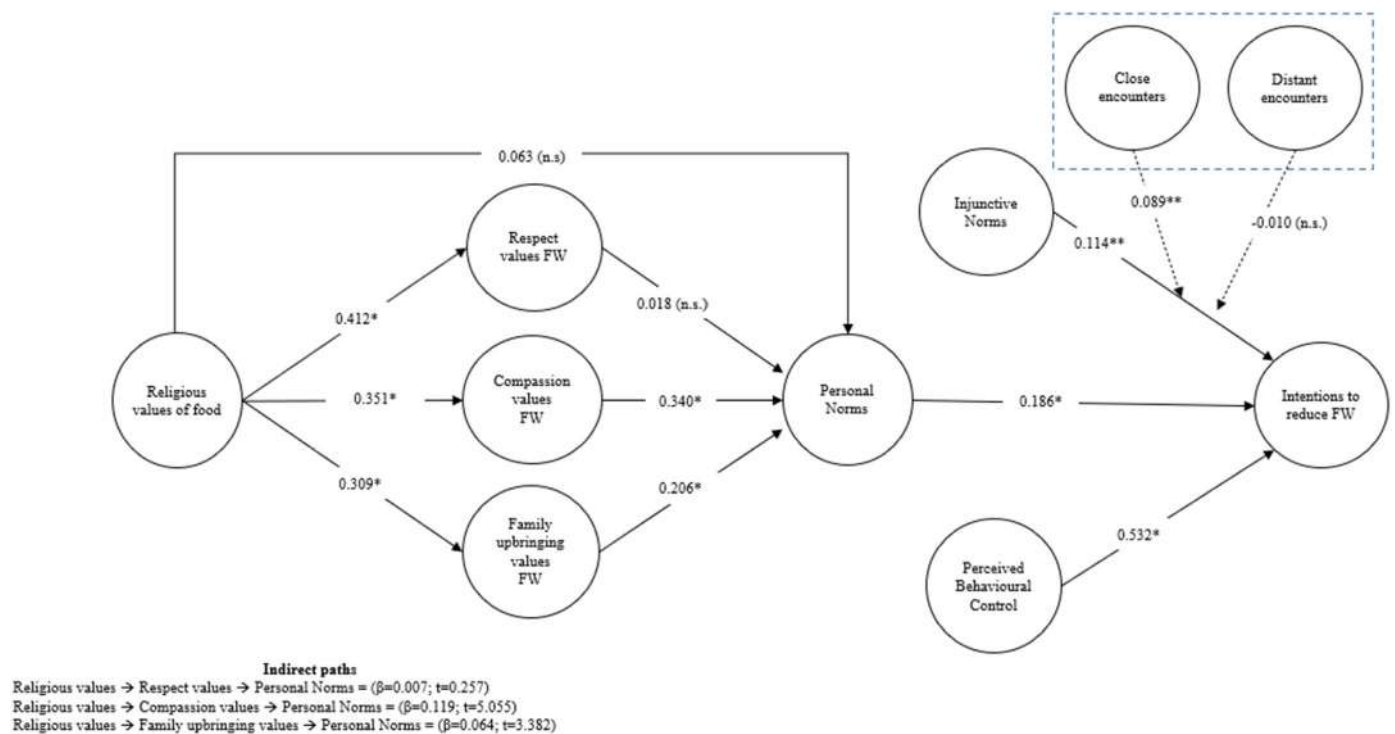 Close
encounters
Distant
encounters
0.063 (n.s)
Injunctive
Norms
0.089**
-0.010 (n.s.)
Respect
values FW
0.114**
0.018 (n.s.)
0.412*
Religious
values of food
0.351*
Compassion
values
FW
0.340*
Personal
Norms
0.186*
Intentions to
reduce FW
0.309*
0.206*
Family
upbringing
values
FW
0.532*
Perceived
Behavioural
Control
Indirect paths
Religious values → Respect values → Personal Norms = (β=0.007; t=0.257)
Religious values → Compassion values → Personal Norms = (β=0.119; t=5.055)
Religious values → Family upbringing values → Personal Norms = (β=0.064; t=3.382)